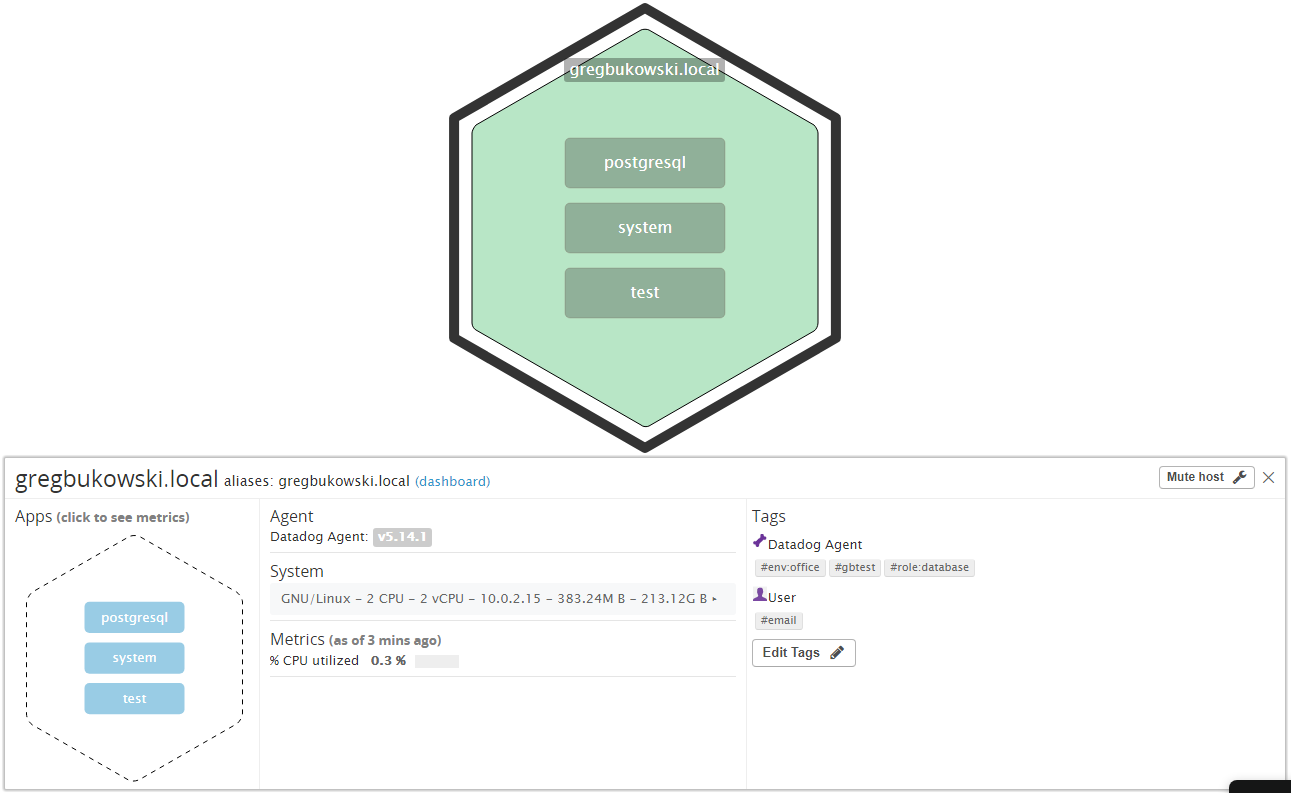 gregbukowski.local
postgresql
system
test
gregbukowski.local aliases: gregbukowski.local (dashboard)
Mute host
Apps (click to see metrics)
postgresql
system
test
Agent
Datadog Agent: v5.14.1
System
GNU/Linux – 2 CPU – 2 vCPU – 10.0.2.15 – 383.24M B – 213.12G B ▸
Metrics (as of 3 mins ago)
% CPU utilized 0.3 %
Tags
Datadog Agent
#env:office #gbtest #role:database
User
#email
Edit Tags